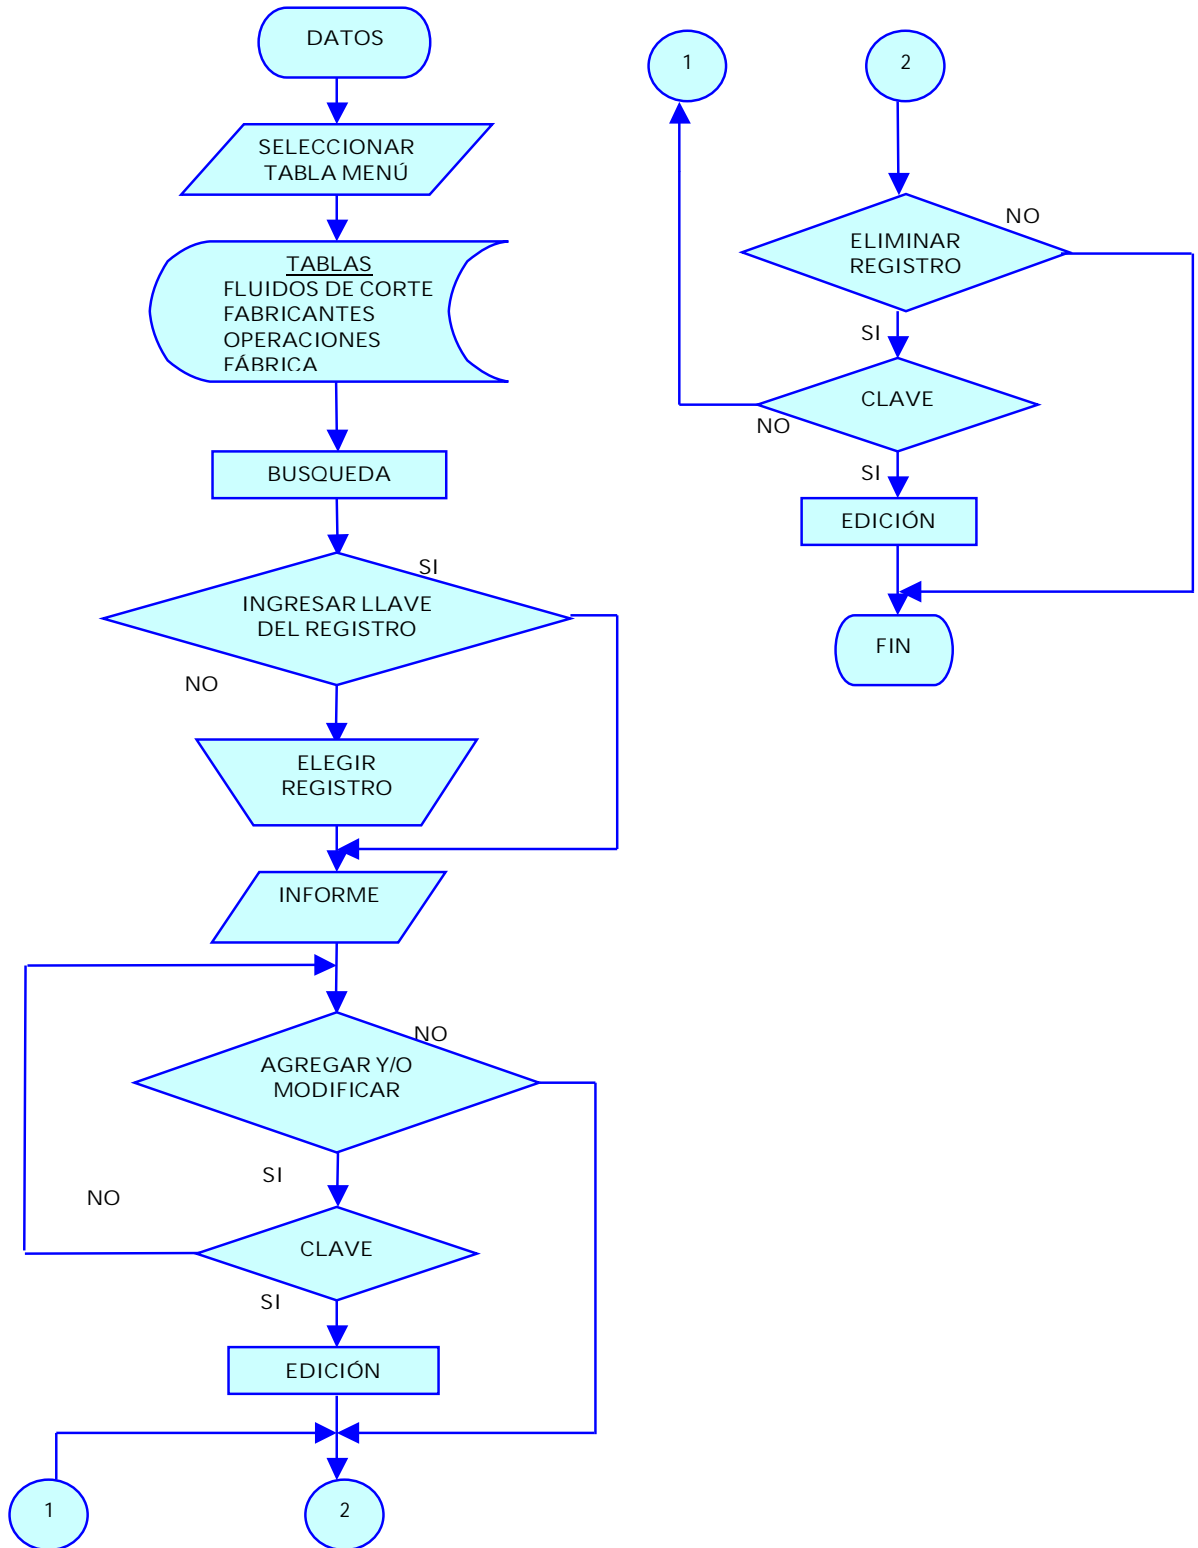 DATOS
SELECCIONAR
TABLA MENÚ
TABLAS
FLUIDOS DE CORTE
FABRICANTES
OPERACIONES
FÁBRICA
BUSQUEDA
SI
INGRESAR LLAVE
DEL REGISTRO
NO
ELEGIR
REGISTRO
INFORME
NO
AGREGAR Y/O
MODIFICAR
SI
NO
CLAVE
SI
EDICIÓN
1
2
1
2
NO
ELIMINAR
REGISTRO
SI
CLAVE
NO
SI
EDICIÓN
FIN